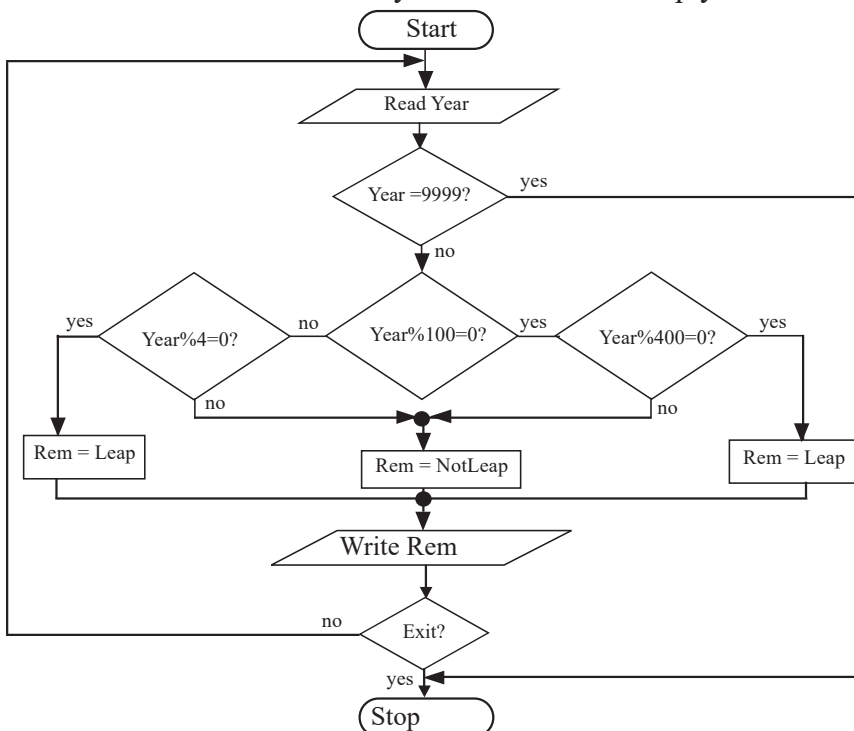 Start
Read Year
Year =9999?
yes
no
yes
Year%4=0?
no
Year%100=0?
yes
Year%400=0?
yes
no
no
Rem = Leap
Rem = NotLeap
Rem = Leap
Write Rem
no
Exit?
yes
Stop